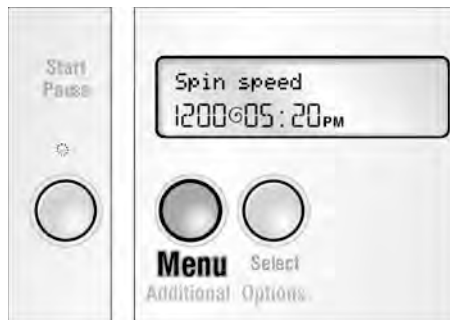 Start
Pause
Spin speed
1200 05:20PM
Menu Select
Additional Options